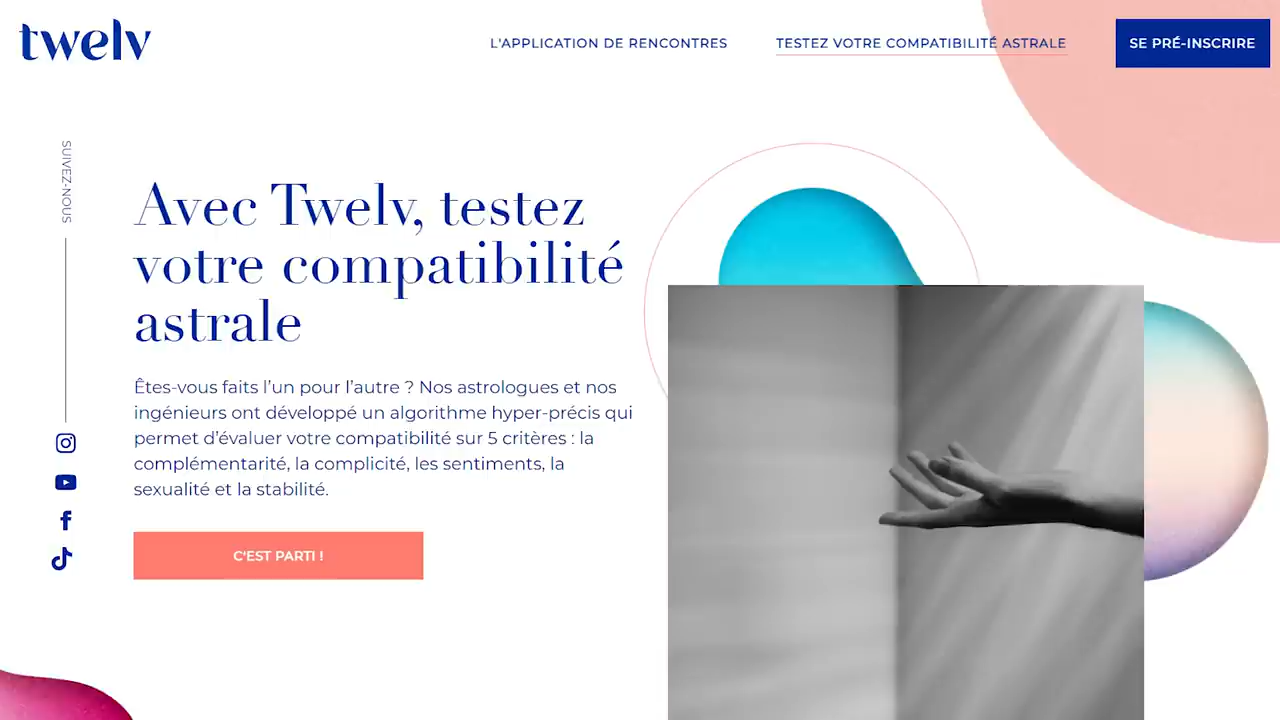 twelv
L'APPLICATION DE RENCONTRES
TESTEZ VOTRE COMPATIBILITÉ ASTRALE
SE PRÉ-INSCRIRE
SUIVEZ-NOUS
Avec Twelv, testez
votre compatibilité
astrale
Êtes-vous faits l’un pour l’autre ? Nos astrologues et nos
ingénieurs ont développé un algorithme hyper-précis qui
permet d’évaluer votre compatibilité sur 5 critères : la
complémentarité, la complicité, les sentiments, la
sexualité et la stabilité.
C'EST PARTI !